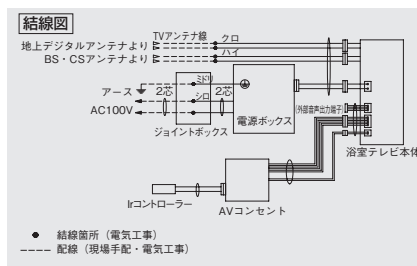 結線図
TVアンテナ線
クロ
地上デジタルアンテナより
ハイ
BS・CSアンテナより
ミドリ
2芯
2芯
アース
シロ
AC100V
電源ボックス
(外部音声出力端子)
ジョイントボックス
浴室テレビ本体
Irコントローラー
AVコンセント
● 結線箇所（電気工事）
---- 配線（現場手配・電気工事）